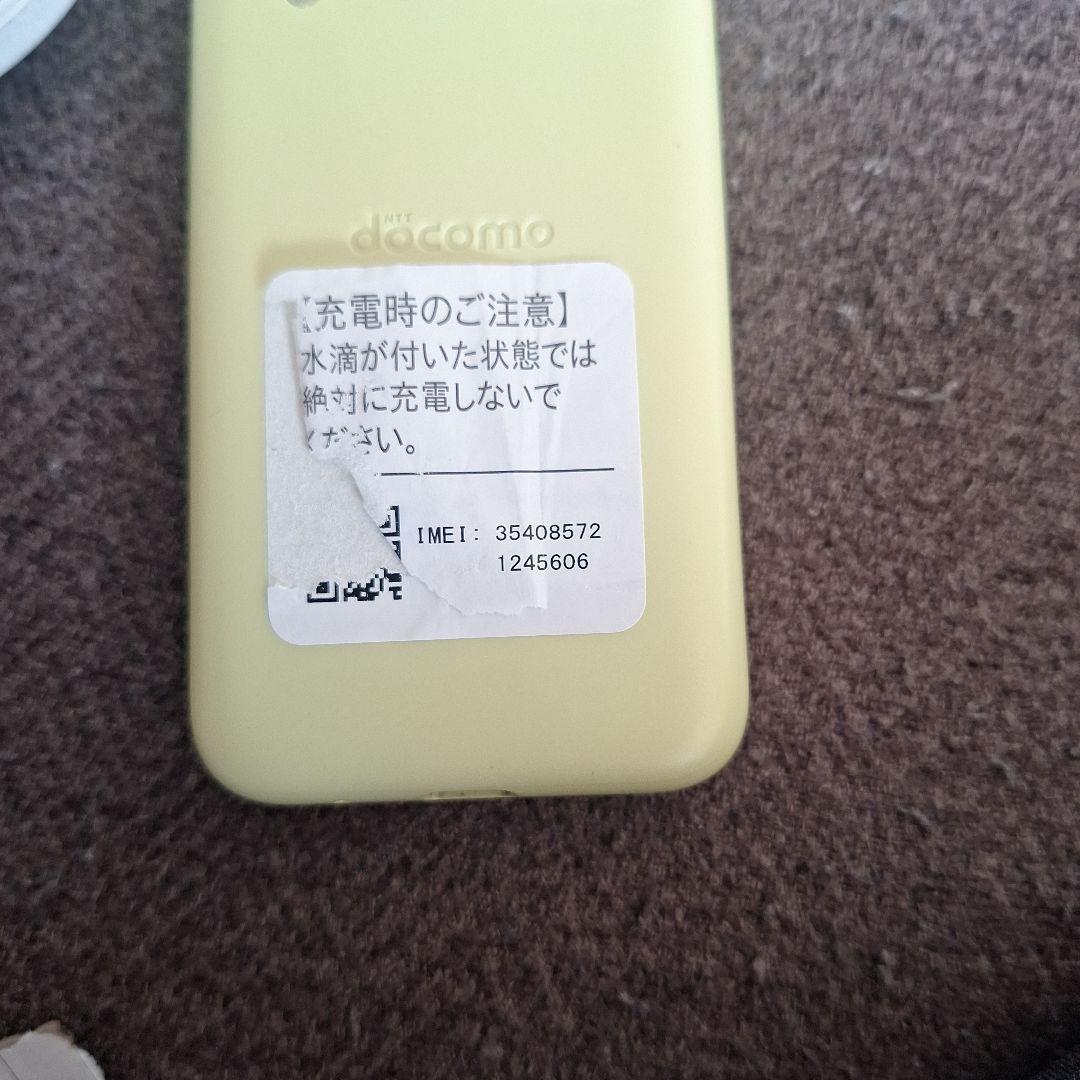 NTT
docomo
【充電時のご注意】
水滴が付いた状態では
絶対に充電しないで
ください。
IMEI: 35408572
1245606